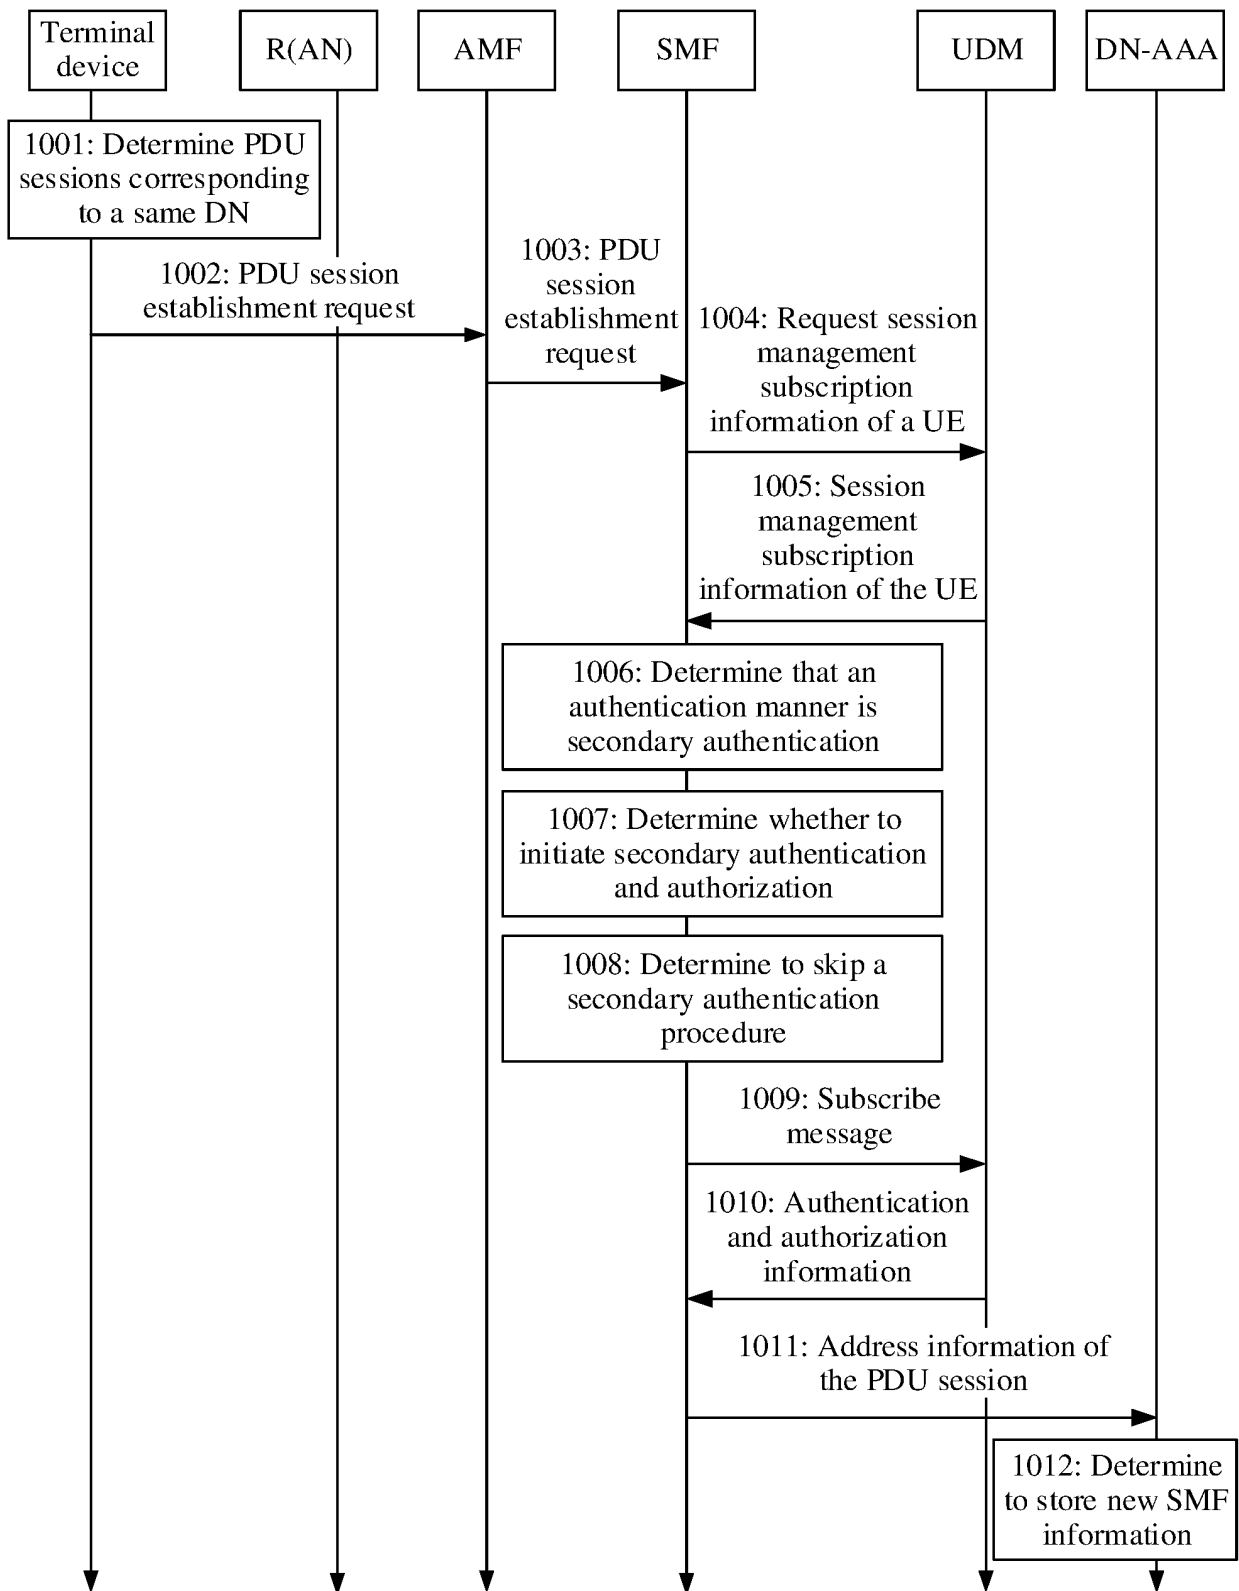 Terminal
device
R(AN)
AMF
SMF
UDM
DN-AAA
1001: Determine PDU
sessions corresponding
to a same DN
1002: PDU session
establishment request
1003: PDU
session
establishment
request
1004: Request session
management
subscription
information of a UE
1005: Session
management
subscription
information of the UE
1006: Determine that an
authentication manner is
secondary authentication
1007: Determine whether to
initiate secondary authentication
and authorization
1008: Determine to skip a
secondary authentication
procedure
1009: Subscribe
message
1010: Authentication
and authorization
information
1011: Address information of
the PDU session
1012: Determine
to store new SMF
information